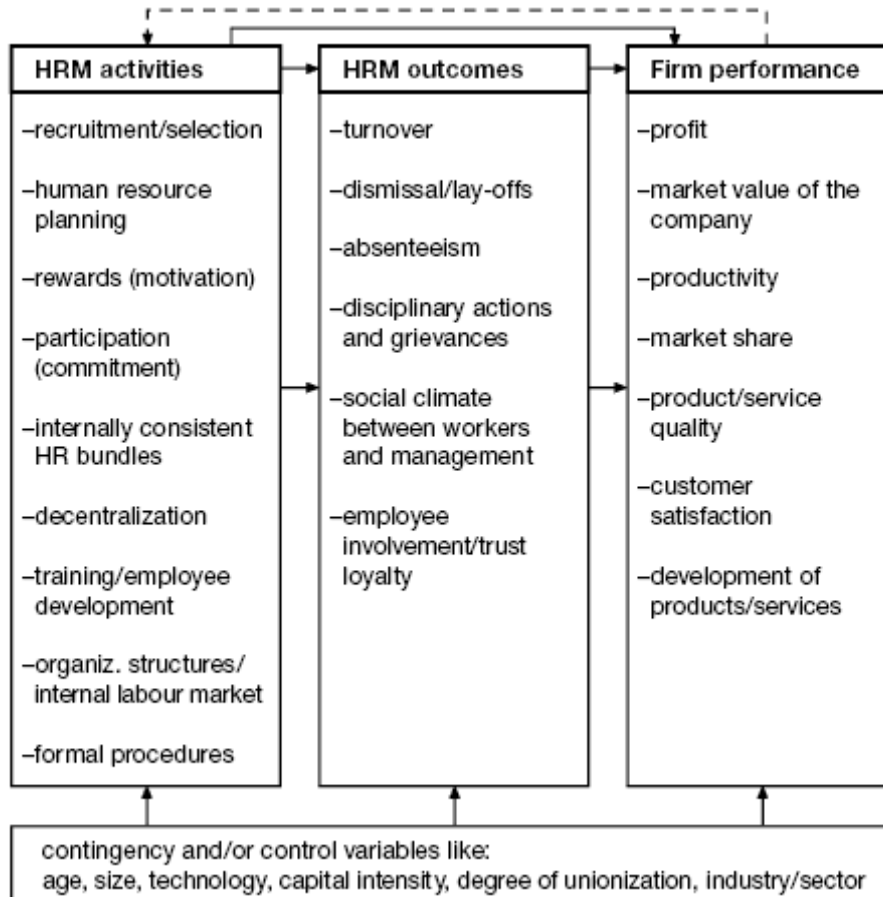 HRM activities
–recruitment/selection
–human resource
planning
–rewards (motivation)
–participation
(commitment)
–internally consistent
HR bundles
–decentralization
–training/employee
development
–organiz. structures/
internal labour market
–formal procedures
HRM outcomes
–turnover
–dismissal/lay-offs
–absenteeism
–disciplinary actions
and grievances
–social climate
between workers
and management
–employee
involvement/trust
loyalty
Firm performance
–profit
–market value of the
company
–productivity
–market share
–product/service
quality
–customer
satisfaction
–development of
products/services
contingency and/or control variables like:
age, size, technology, capital intensity, degree of unionization, industry/sector